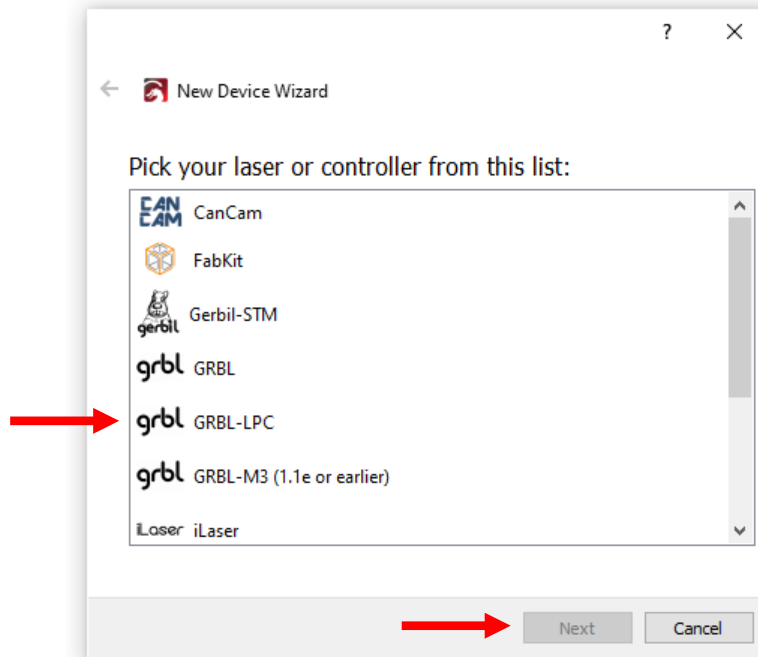 ?
New Device Wizard
Pick your laser or controller from this list:
CAN
CAM CanCam
FabKit
gerbil Gerbil-STM
grbl GRBL
grbl GRBL-LPC
grbl GRBL-M3 (1.1e or earlier)
iLaser iLaser
Next Cancel